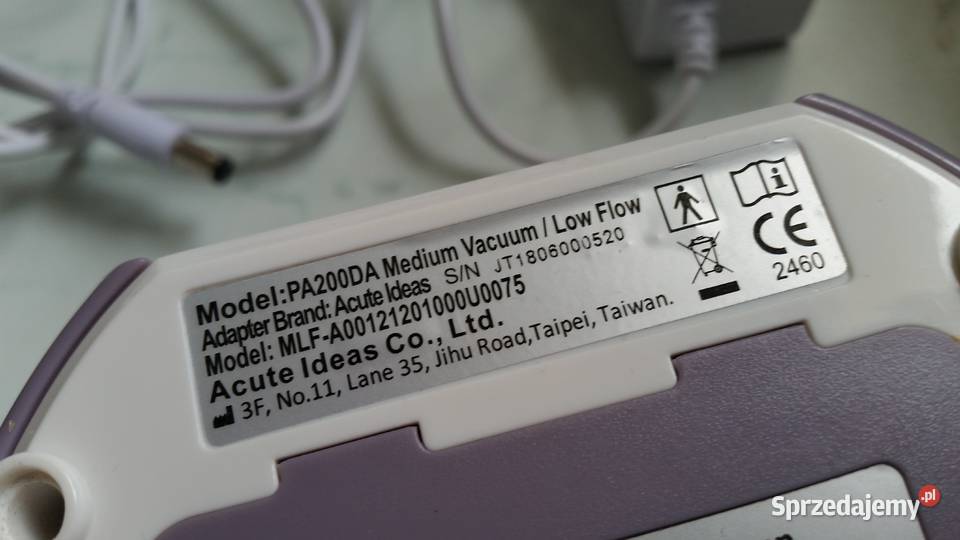 Model:PA200DA Medium Vacuum / Low Flow
Adapter Brand: Acute Ideas S/N JT1806000520
Model: MLF-A00121201000U0075
Acute Ideas Co., Ltd.
3F, No.11, Lane 35, Jihu Road,Taipei, Taiwan.
i
CE
2460
Sprzedajemy.pl